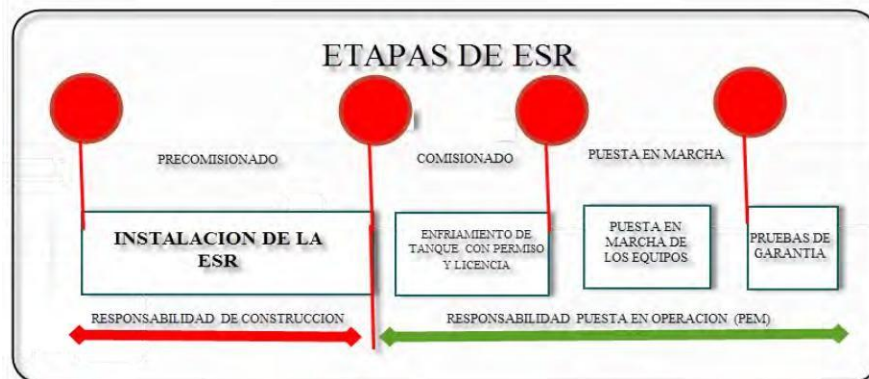 ETAPAS DE ESR
PRECOMISIONADO
COMISIONADO
PUESTA EN MARCHA
INSTALACION DE LA
ESR
ENFRIAMIENTO DE
TANQUE CON PERMISO
Y LICENCIA
PUESTA EN
MARCHA DE
LOS EQUIPOS
PRUEBAS DE
GARANTIA
RESPONSABILIDAD DE CONSTRUCCION
RESPONSABILIDAD PUESTA EN OPERACION (PEM)